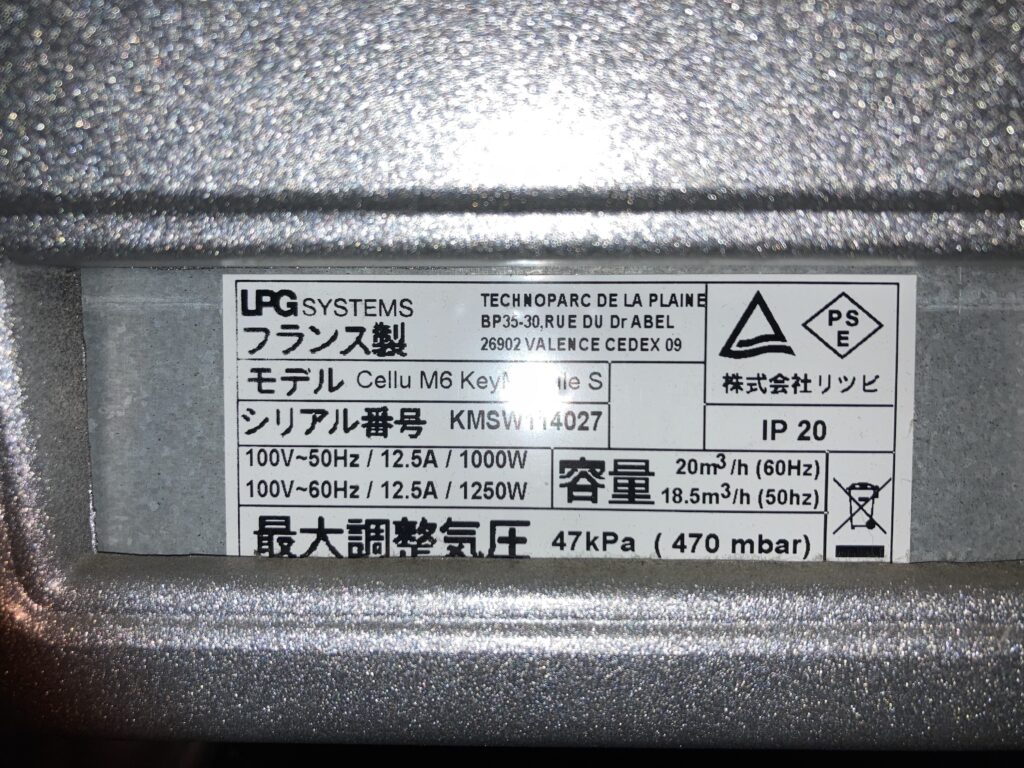 LPG SYSTEMS
フランス製
TECHNOPARC DE LA PLAINE
BP35-30,RUE DU Dr ABEL
26902 VALENCE CEDEX 09
PS
E
株式会社リツビ
モデル Cellu M6 S
シリアル番号
IP 20
100V~50Hz / 12.5A / 1000W
100V~60Hz / 12.5A / 1250W
容量 20m³/h (60Hz)
18.5m³/h (50hz)
最大調整気圧 47kPa ( 470 mbar)